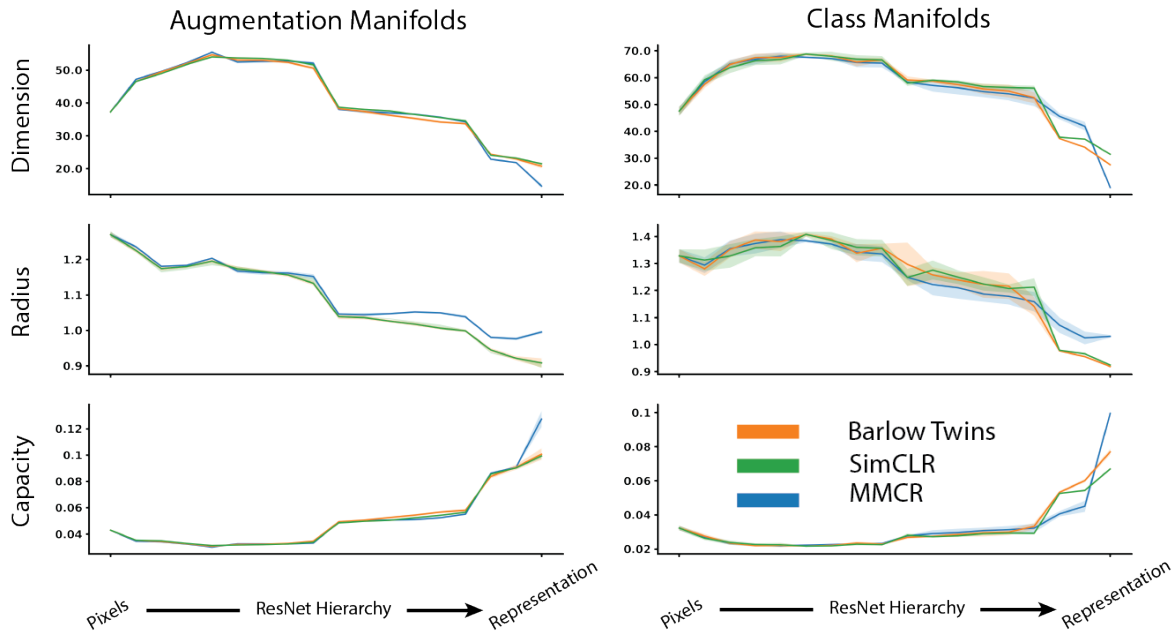 Augmentation Manifolds
Class Manifolds
Dimension
50.0
40.0
30.0
20.0
70.0
60.0
50.0
40.0
30.0
20.0
Radius
1.2
1.1
1.0
0.9
1.4
1.3
1.2
1.1
1.0
0.9
Capacity
0.12
0.1
0.08
0.06
0.04
0.1
0.08
0.06
0.04
0.02
Barlow Twins
SimCLR
MMCR
Pixels
ResNet Hierarchy
Representation
Pixels
ResNet Hierarchy
Representation